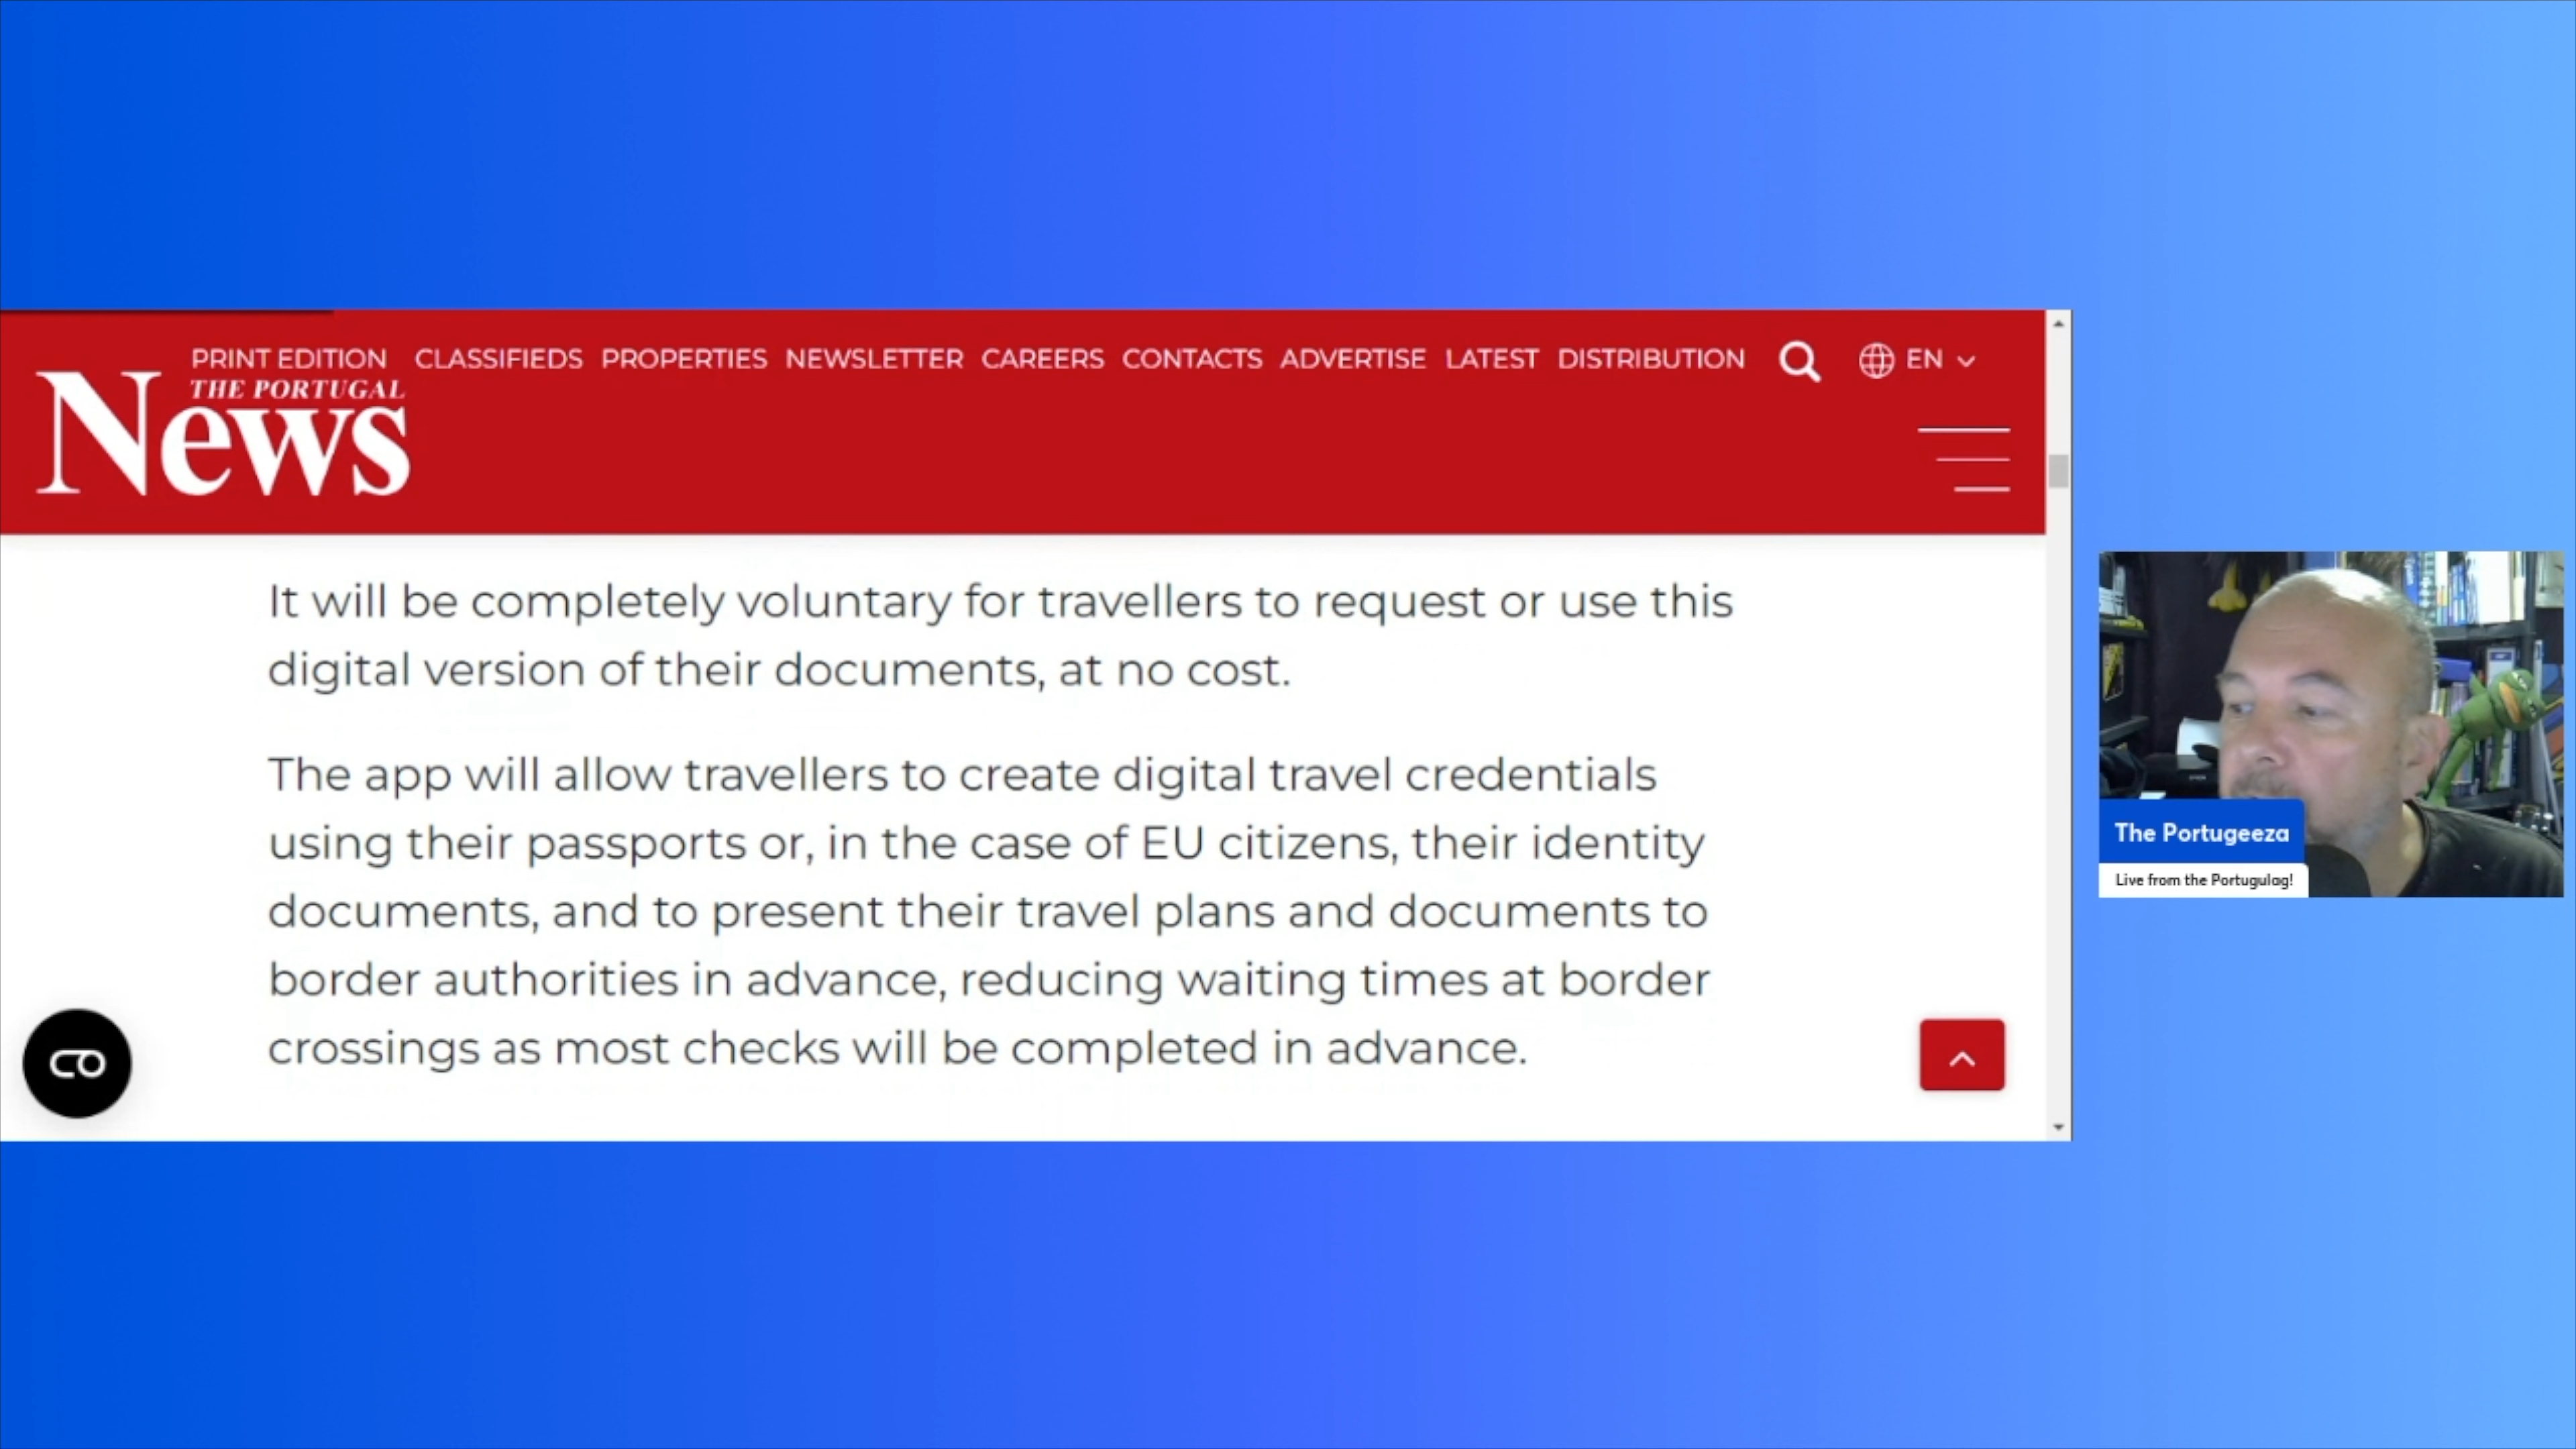 PRINT EDITION CLASSIFIEDS PROPERTIES NEWSLETTER CAREERS CONTACTS ADVERTISE LATEST DISTRIBUTION EN
THE PORTUGAL
News
It will be completely voluntary for travellers to request or use this
digital version of their documents, at no cost.
The app will allow travellers to create digital travel credentials
using their passports or, in the case of EU citizens, their identity
documents, and to present their travel plans and documents to
border authorities in advance, reducing waiting times at border
crossings as most checks will be completed in advance.
The Portugeeza
Live from the Portugulag!